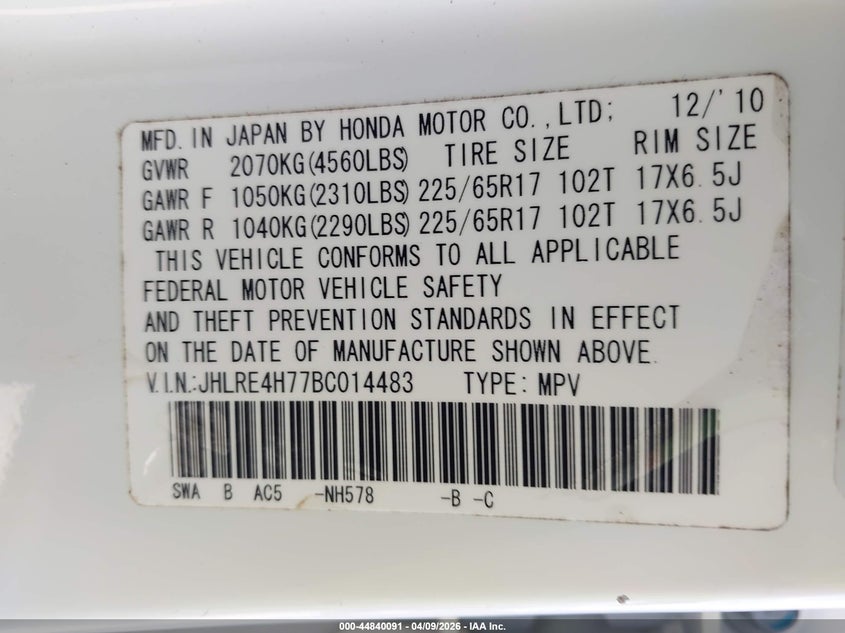 MFD. IN JAPAN BY HONDA MOTOR CO.,LTD; 12/'10
GVWR 2070KG(4560LBS) TIRE SIZE RIM SIZE
GAWR F 1050KG(2310LBS) 225/65R17 102T 17X6.5J
GAWR R 1040KG(2290LBS) 225/65R17 102T 17X6.5J
THIS VEHICLE CONFORMS TO ALL APPLICABLE
FEDERAL MOTOR VEHICLE SAFETY
AND THEFT PREVENTION STANDARDS IN EFFECT
ON THE DATE OF MANUFACTURE SHOWN ABOVE.
V.I.N.:JHLRE4H77BC014483 TYPE: MPV
SWA B AC5 -NH578 -B -C
000-44840091 - 04/09/2026 - IAA Inc.